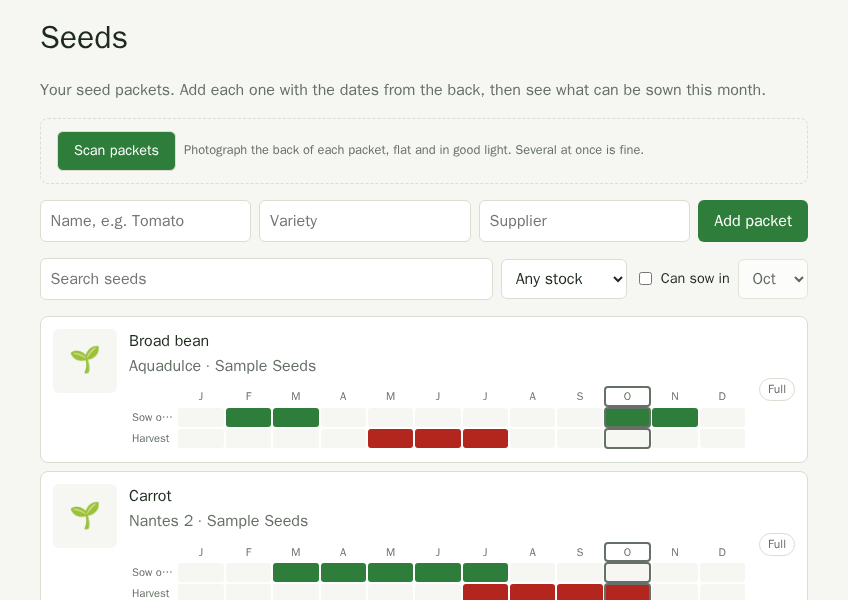 Seeds
Your seed packets. Add each one with the dates from the back, then see what can be sown this month.
Scan packets Photograph the back of each packet, flat and in good light. Several at once is fine.
Name, e.g. Tomato Variety Supplier Add packet
Search seeds Any stock Can sow in Oct
Broad bean
Aquadulce · Sample Seeds
J F M A M J J A S O N D
Full
Sow o…
Harvest
Carrot
Nantes 2 · Sample Seeds
J F M A M J J A S O N D
Full
Sow o…
Harvest